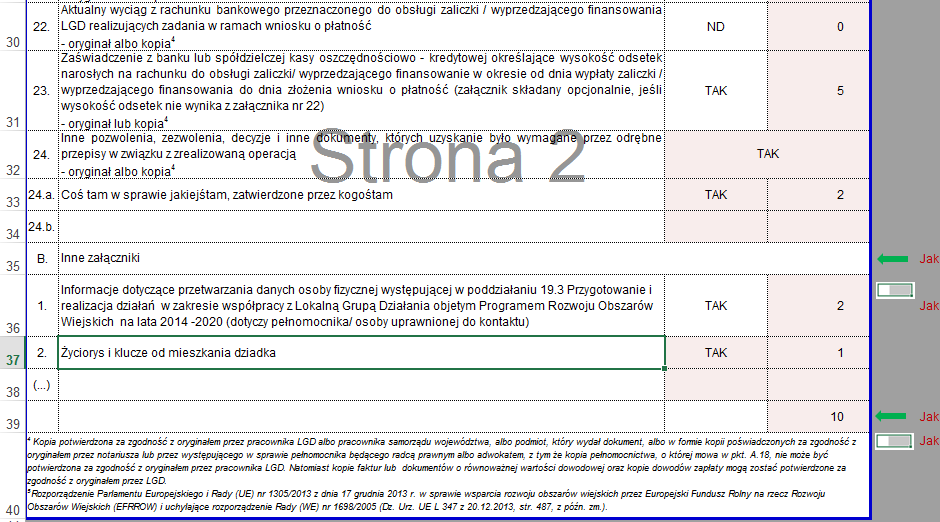 Aktualny wyciąg z rachunku bankowego przeznaczonego do obsługi zaliczki / wyprzedzającego finansowania
30 22. LGD realizujących zadania w ramach wniosku o płatność ND 0
- oryginał albo kopia4
Zaświadczenie z banku lub spółdzielczej kasy oszczędnościowo - kredytowej określające wysokość odsetek
narosłych na rachunku do obsługi zaliczki/ wyprzedzającego finansowanie w okresie od dnia wypłaty zaliczki /
31 23. wyprzedzającego finansowania do dnia złożenia wniosku o płatność (załącznik składany opcjonalnie, jeśli TAK 5
wysokość odsetek nie wynika z załącznika nr 22)
- oryginał lub kopia4
Inne pozwolenia, zezwolenia, decyzje i inne dokumenty, których uzyskanie było wymagane przez odrębne
32 24. przepisy w związku z zrealizowaną operacją TAK
- oryginał albo kopia4
Strona 2
33 24.a. Coś tam w sprawie jakiejśtam, zatwierdzone przez kogośtam TAK 2
34 24.b.
35 B. Inne załączniki Jak
Informacje dotyczące przetwarzania danych osoby fizycznej występującej w poddziałaniu 19.3 Przygotowanie i
36 1. realizacja działań w zakresie współpracy z Lokalną Grupą Działania objętym Programem Rozwoju Obszarów TAK 2 Jak
Wiejskich na lata 2014 -2020 (dotyczy pełnomocnika/ osoby uprawnionej do kontaktu)
37 2. Życiorys i klucze od mieszkania dziadka TAK 1
38 (...)
39 10 Jak
4 Kopia potwierdzona za zgodność z oryginałem przez pracownika LGD albo pracownika samorządu województwa, albo podmiot, który wydał dokument, albo w formie kopii poświadczonych za zgodność z Jak
oryginałem przez notariusza lub przez występującego w sprawie pełnomocnika będącego radcą prawnym albo adwokatem, z tym że kopia pełnomocnictwa, o której mowa w pkt. A.18, nie może być
potwierdzona za zgodność z oryginałem przez pracownika LGD. Natomiast kopie faktur lub dokumentów o równoważnej wartości dowodowej oraz kopie dowodów zapłaty mogą zostać potwierdzone za
zgodność z oryginałem przez LGD.
5 Rozporządzenie Parlamentu Europejskiego i Rady (UE) nr 1305/2013 z dnia 17 grudnia 2013 r. w sprawie wsparcia rozwoju obszarów wiejskich przez Europejski Fundusz Rolny na rzecz Rozwoju
40 Obszarów Wiejskich (EFRROW) i uchylające rozporządzenie Rady (WE) nr 1698/2005 (Dz. Urz. UE L 347 z 20.12.2013, str. 487, z późn. zm.).